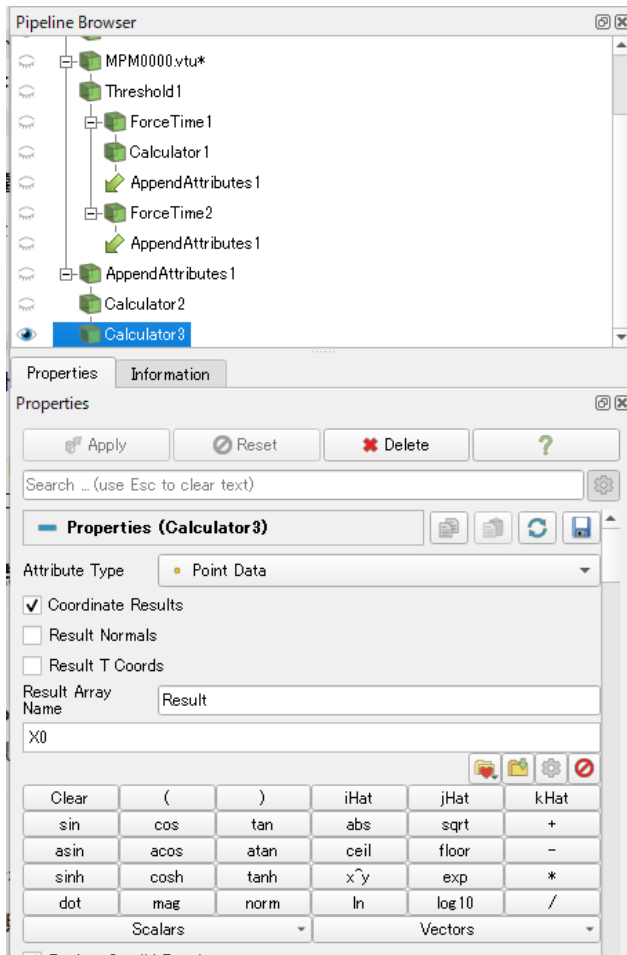 Pipeline Browser
MPM0000.vtu*
Threshold1
ForceTime1
Calculator1
AppendAttributes1
ForceTime2
AppendAttributes1
AppendAttributes1
Calculator2
Calculator3
Properties Information
Properties
Apply Reset Delete ?
Search ... (use Esc to clear text)
Properties (Calculator3)
Attribute Type Point Data
Coordinate Results
Result Normals
Result T Coords
Result Array Name Result
X0
Clear ( ) iHat jHat kHat
sin cos tan abs sqrt +
asin acos atan ceil floor -
sinh cosh tanh x^y exp *
dot mag norm ln log10 /
Scalars Vectors